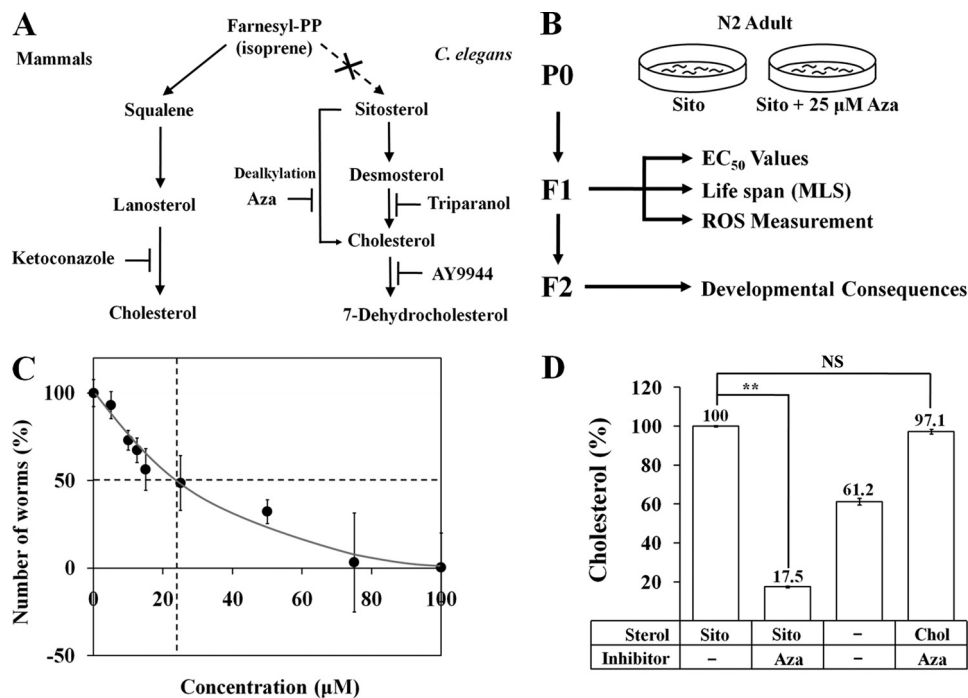 A
Farnesyl-PP
(isoprene)
Mammals
C. elegans
Squalene
Sitosterol
Dealkylation
Aza
Desmosterol
Lanosterol
Triparanol
Cholesterol
Ketoconazole
AY9944
Cholesterol
7-Dehydrocholesterol
B
N2 Adult
P0
Sito
Sito + 25 μM Aza
EC50 Values
F1
Life span (MLS)
ROS Measurement
F2
Developmental Consequences
C
Number of worms (%)
100
50
0
-50
0
20
40
60
80
100
Concentration (μM)
D
NS
**
Cholesterol (%)
120
100
80
60
40
20
100
17.5
61.2
97.1
Sterol Sito Sito – Chol
Inhibitor – Aza – Aza